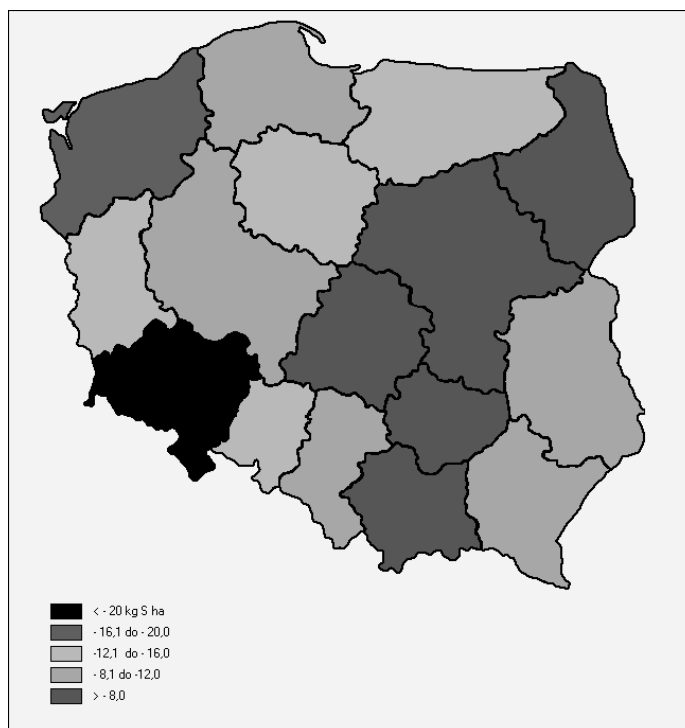 < - 20 kg S ha
- 16,1 do - 20,0
-12,1 do - 16,0
- 8,1 do -12,0
> - 8,0